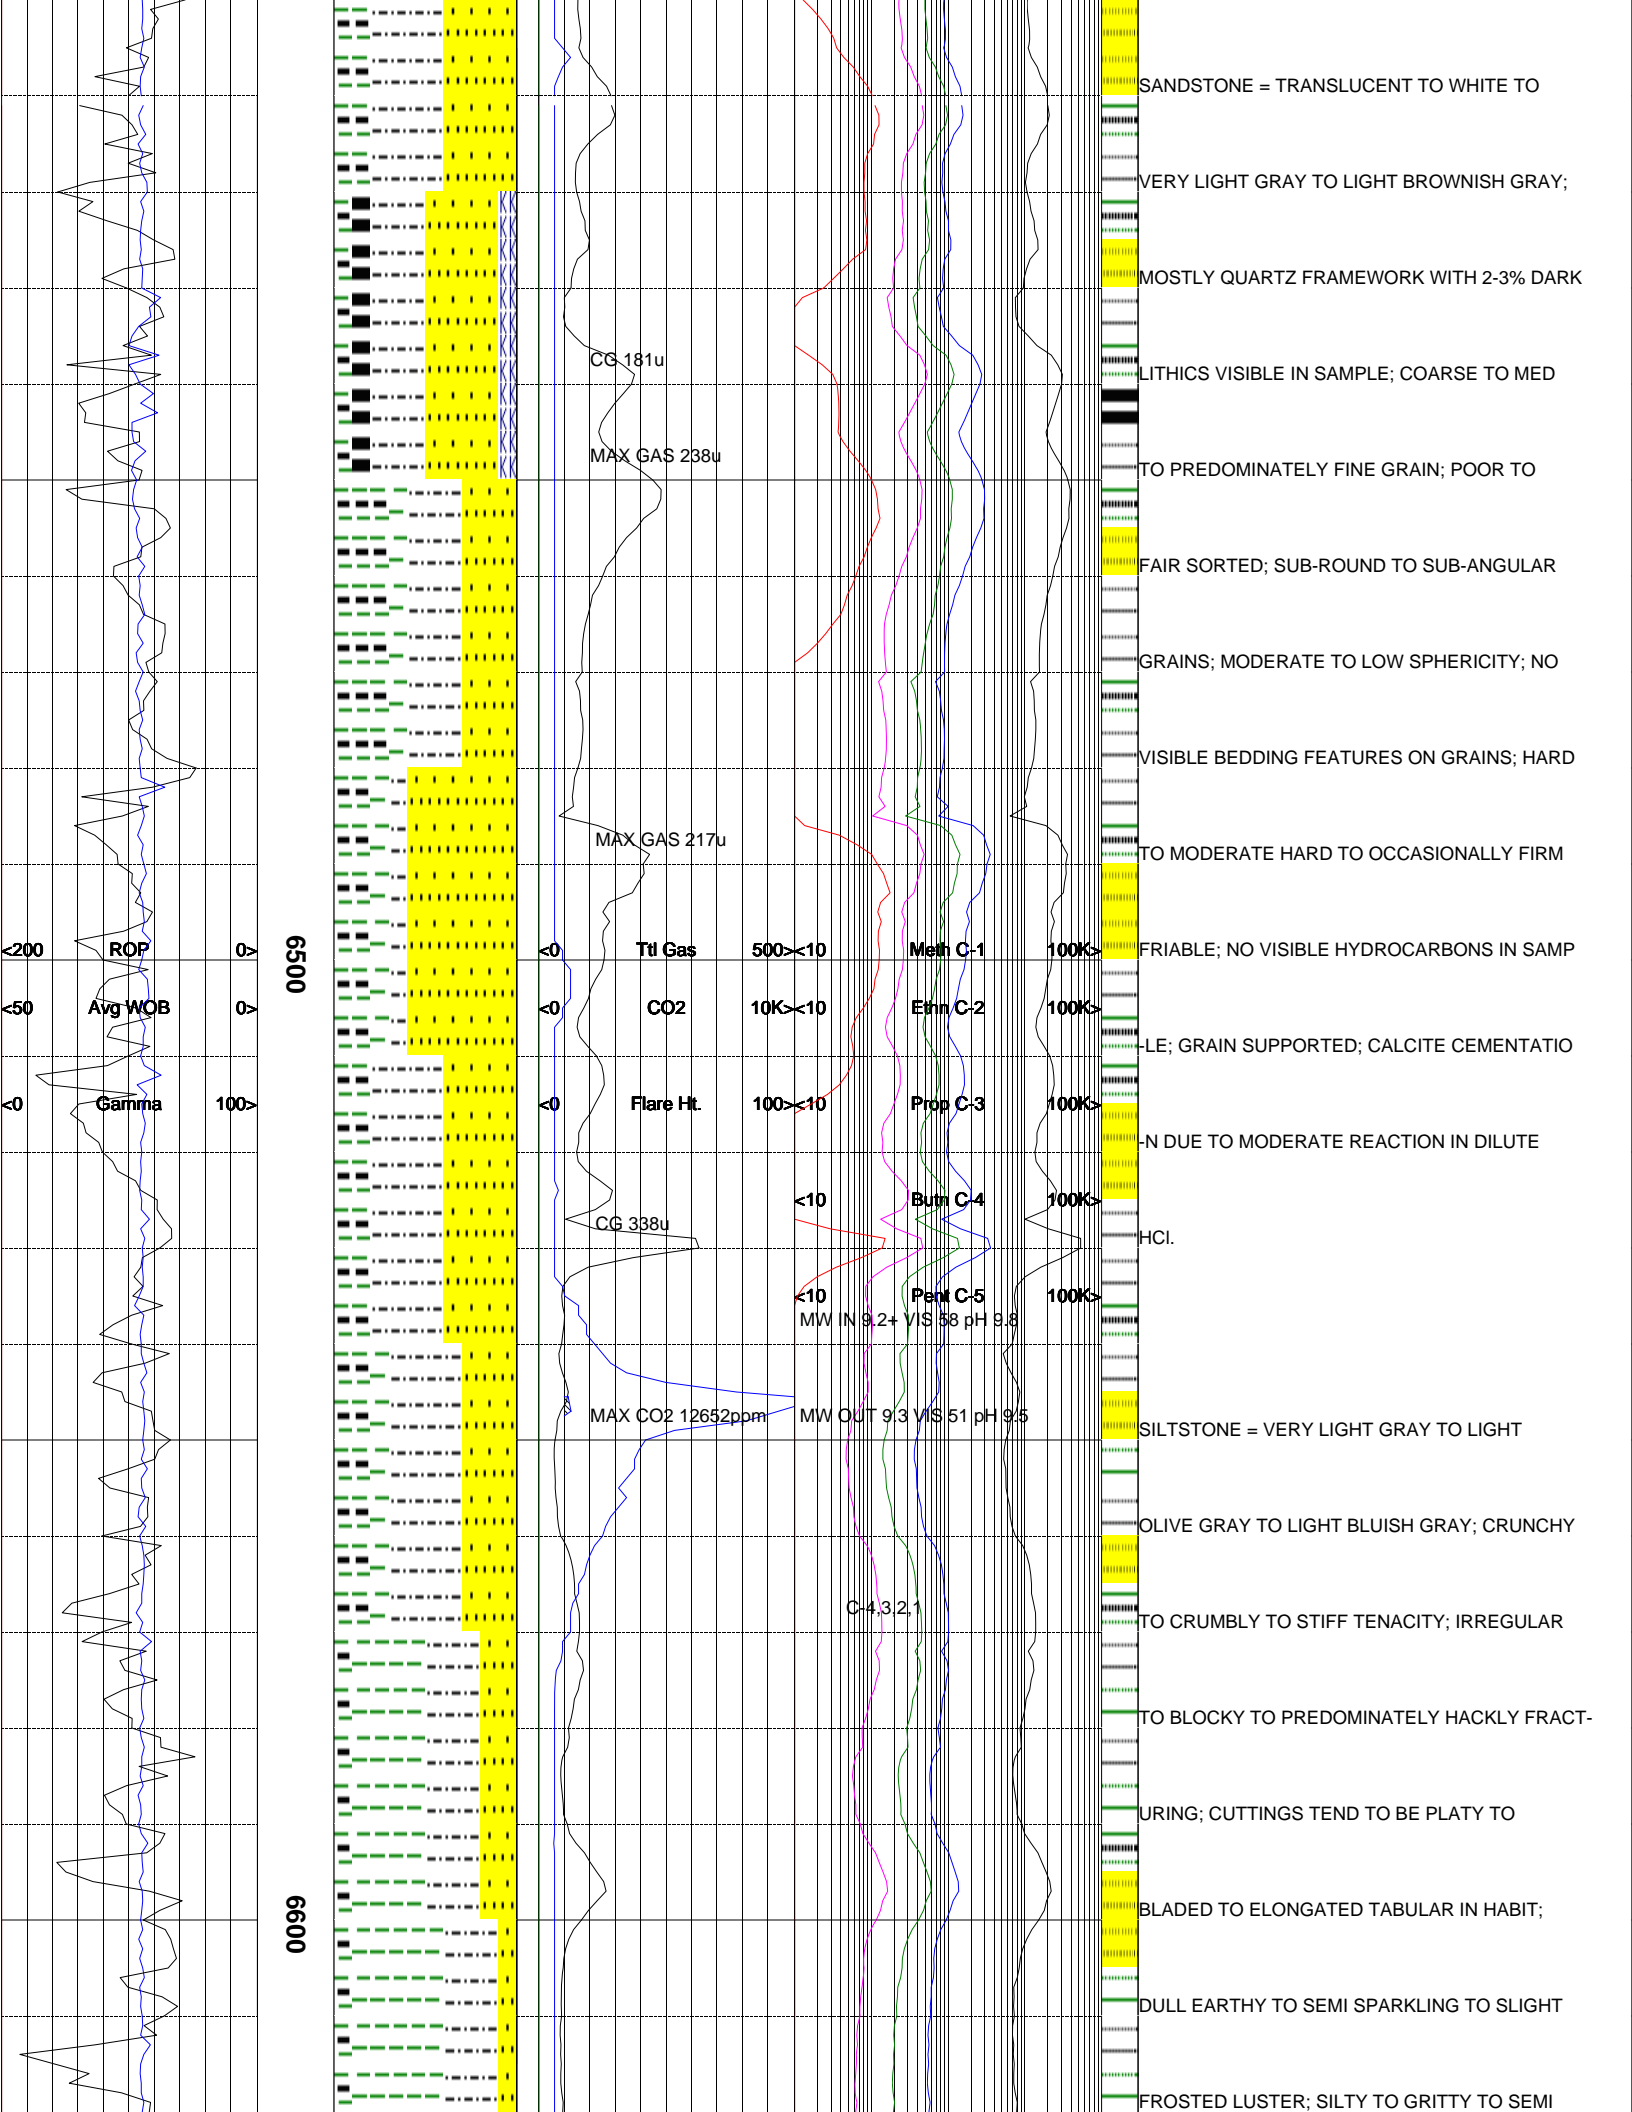 SANDSTONE = TRANSLUCENT TO WHITE TO
VERY LIGHT GRAY TO LIGHT BROWNISH GRAY;
MOSTLY QUARTZ FRAMEWORK WITH 2-3% DARK
CG 181u
LITHICS VISIBLE IN SAMPLE; COARSE TO MED
MAX GAS 238u
TO PREDOMINATELY FINE GRAIN; POOR TO
FAIR SORTED; SUB-ROUND TO SUB-ANGULAR
GRAINS; MODERATE TO LOW SPHERICITY; NO
VISIBLE BEDDING FEATURES ON GRAINS; HARD
MAX GAS 217u
TO MODERATE HARD TO OCCASIONALLY FIRM
<200 ROP 0> 6500 <0 Ttl Gas 500> <10 Meth C-1 100K> FRIABLE; NO VISIBLE HYDROCARBONS IN SAMP
<50 Avg WOB 0> <0 CO2 10K> <10 Ethn C-2 100K>
-LE; GRAIN SUPPORTED; CALCITE CEMENTATIO
<0 Gamma 100> <0 Flare Ht. 100> <10 Prop C-3 100K>
-N DUE TO MODERATE REACTION IN DILUTE
<10 Butn C-4 100K>
CG 338u
HCl.
<10 Pent C-5 100K>
MW IN 9.2+ VIS 58 pH 9.8
MAX CO2 12652ppm MW OUT 9.3 VIS 51 pH 9.5
SILTSTONE = VERY LIGHT GRAY TO LIGHT
OLIVE GRAY TO LIGHT BLUISH GRAY; CRUNCHY
C-4,3,2,1
TO CRUMBLY TO STIFF TENACITY; IRREGULAR
TO BLOCKY TO PREDOMINATELY HACKLY FRACT-
URING; CUTTINGS TEND TO BE PLATY TO
6600
BLADED TO ELONGATED TABULAR IN HABIT;
DULL EARTHY TO SEMI SPARKLING TO SLIGHT
FROSTED LUSTER; SILTY TO GRITTY TO SEMI